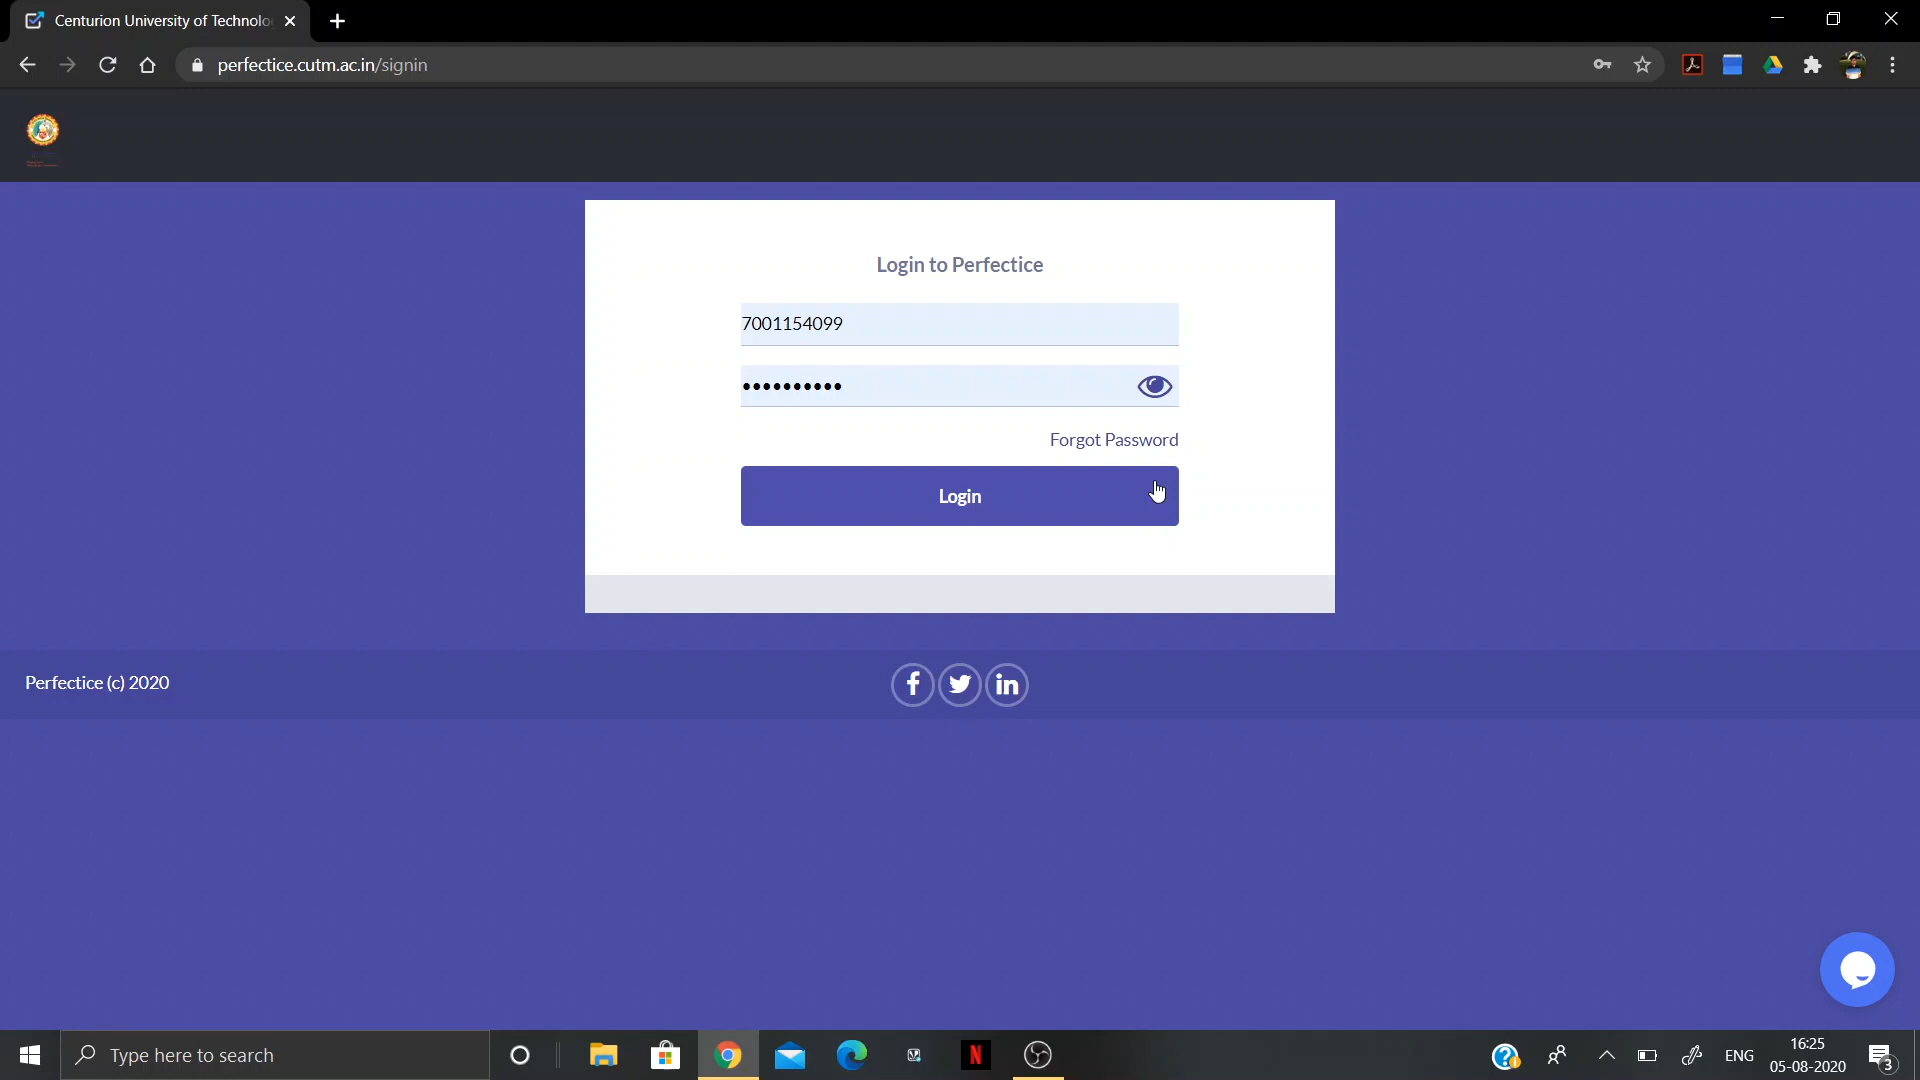 Centurion University of Technolo
perfectice.cutm.ac.in/signin
Login to Perfectice
7001154099
••••••••••
Forgot Password
Login
Perfectice (c) 2020
Type here to search
ENG
16:25
05-08-2020
3